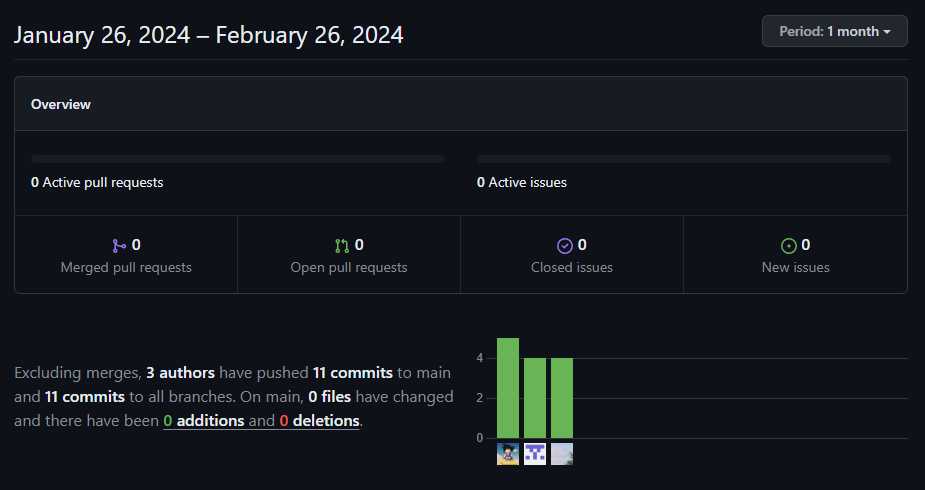 January 26, 2024 – February 26, 2024
Period: 1 month
Overview
0 Active pull requests
0 Active issues
0
Merged pull requests
0
Open pull requests
0
Closed issues
0
New issues
Excluding merges, 3 authors have pushed 11 commits to main
and 11 commits to all branches. On main, 0 files have changed
and there have been 0 additions and 0 deletions.
4
2
0